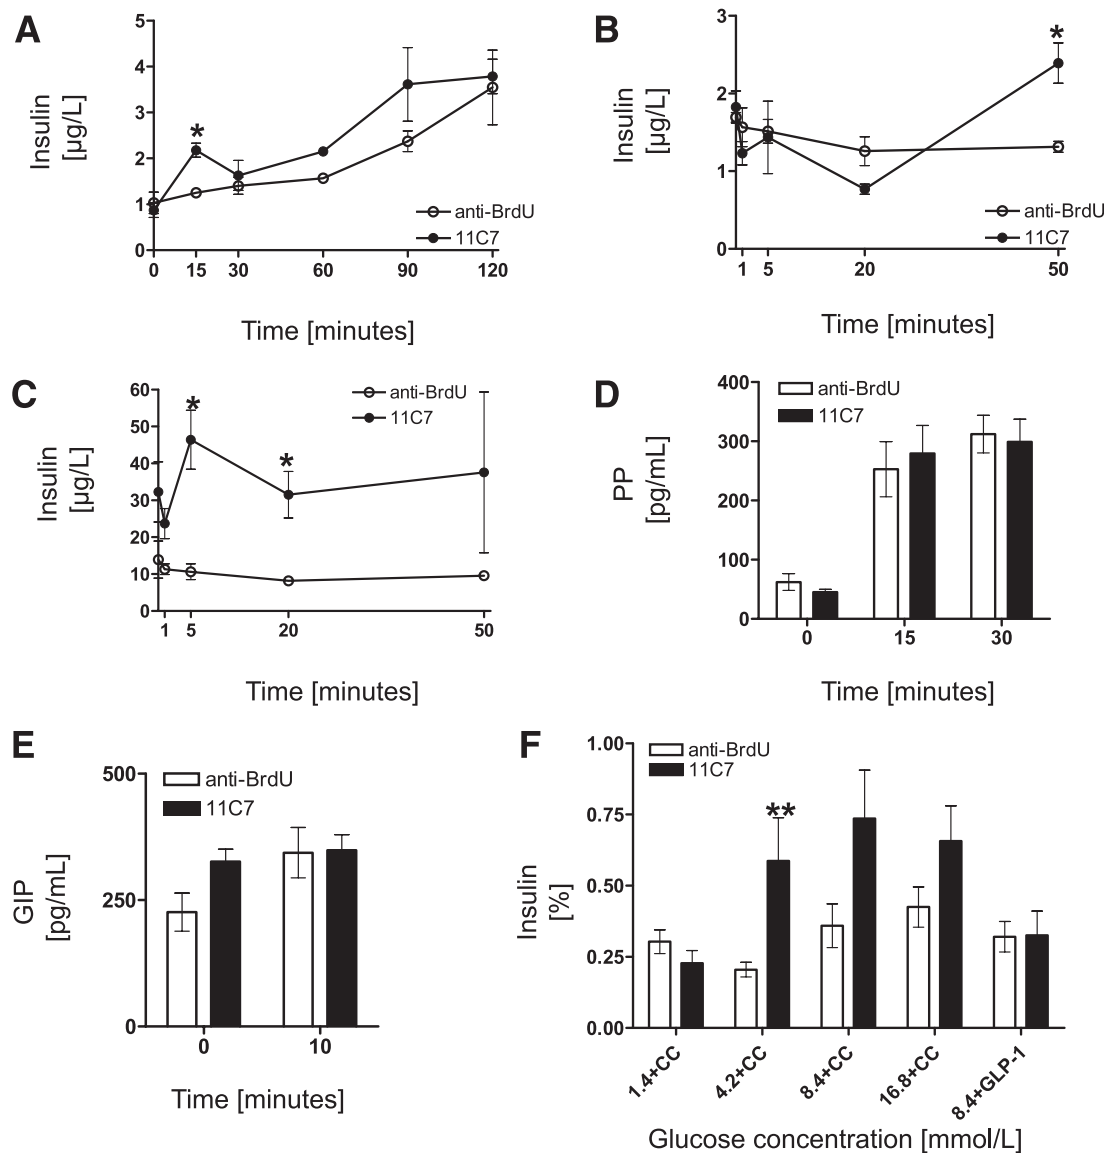 A
Insulin
[µg/L]
5
4
3
2
1
0
*
anti-BrdU
11C7
0 15 30 60 90 120
Time [minutes]
B
Insulin
[µg/L]
3
2
1
0
*
anti-BrdU
11C7
1 5 20 50
Time [minutes]
C
Insulin
[µg/L]
60
50
40
30
20
10
0
* *
anti-BrdU
11C7
1 5 20 50
Time [minutes]
D
PP
[pg/mL]
400
300
200
100
0
anti-BrdU
11C7
0 15 30
Time [minutes]
E
GIP
[pg/mL]
500
250
0
anti-BrdU
11C7
0 10
Time [minutes]
F
Insulin
[%]
1.00
0.75
0.50
0.25
0.00
anti-BrdU
11C7
**
1.4+CC 4.2+CC 8.4+CC 16.8+CC 8.4+GLP-1
Glucose concentration [mmol/L]